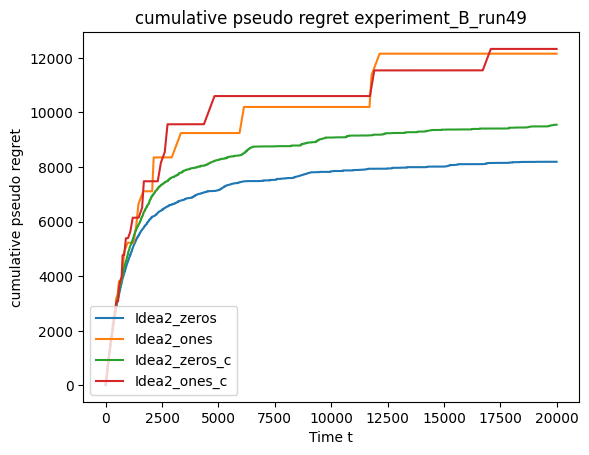 cumulative pseudo regret experiment_B_run49
cumulative pseudo regret
12000
10000
8000
6000
4000
2000
0
Idea2_zeros
Idea2_ones
Idea2_zeros_c
Idea2_ones_c
0 2500 5000 7500 10000 12500 15000 17500 20000
Time t